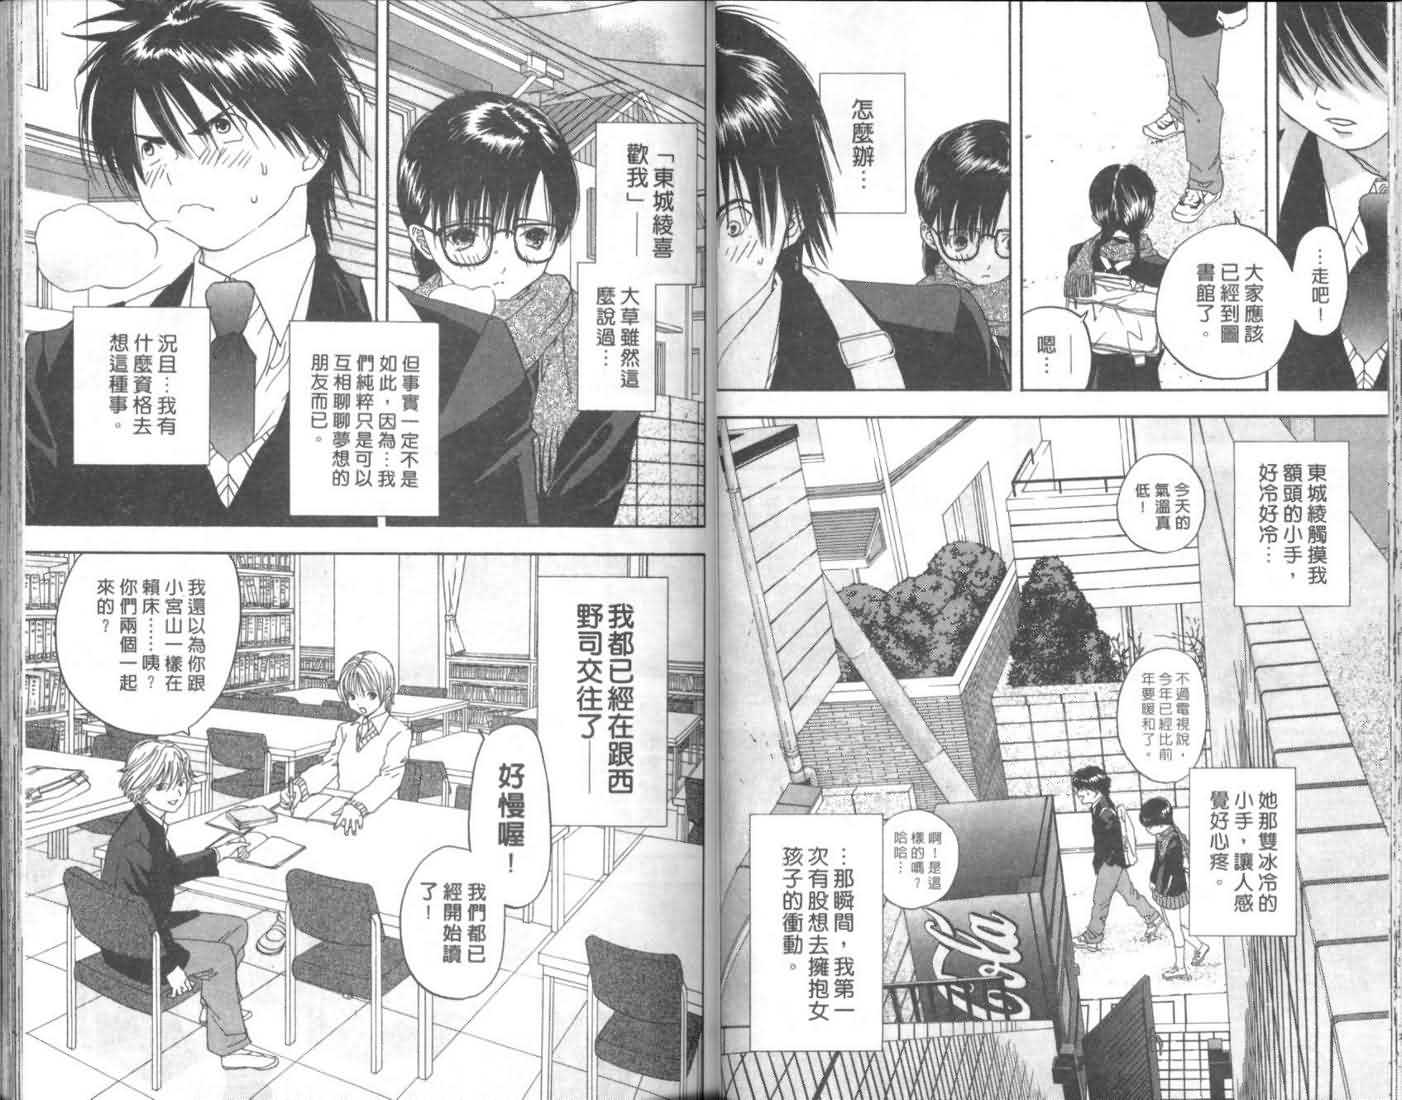 …走吧！
大家應該
已經到圖
書館了。
嗯……
怎麼辦…
東城綾觸摸我
額頭的小手，
好冷好冷…
今天的
氣溫真
低！
不過電視說，
今年已經比前
年要暖和了。
啊！是這
樣的嗎？
哈哈…
她那雙冰冷的
小手，讓人感
覺好心疼。
…那瞬間，我第一
次有股想去擁抱女
孩子的衝動。
「東城綾喜
歡我」——
大草雖然這
麼說過…
但事實一定不是
如此，因為…我
們純粹只是可以
互相聊聊夢想的
朋友而已。
況且…我有
什麼資格去
想這種事。
我都已經在跟西
野司交往了——
好慢喔！
我們都已
經開始讀
了！
我還以為你跟
小宮山一樣在
賴床……咦？
你們兩個一起
來的？